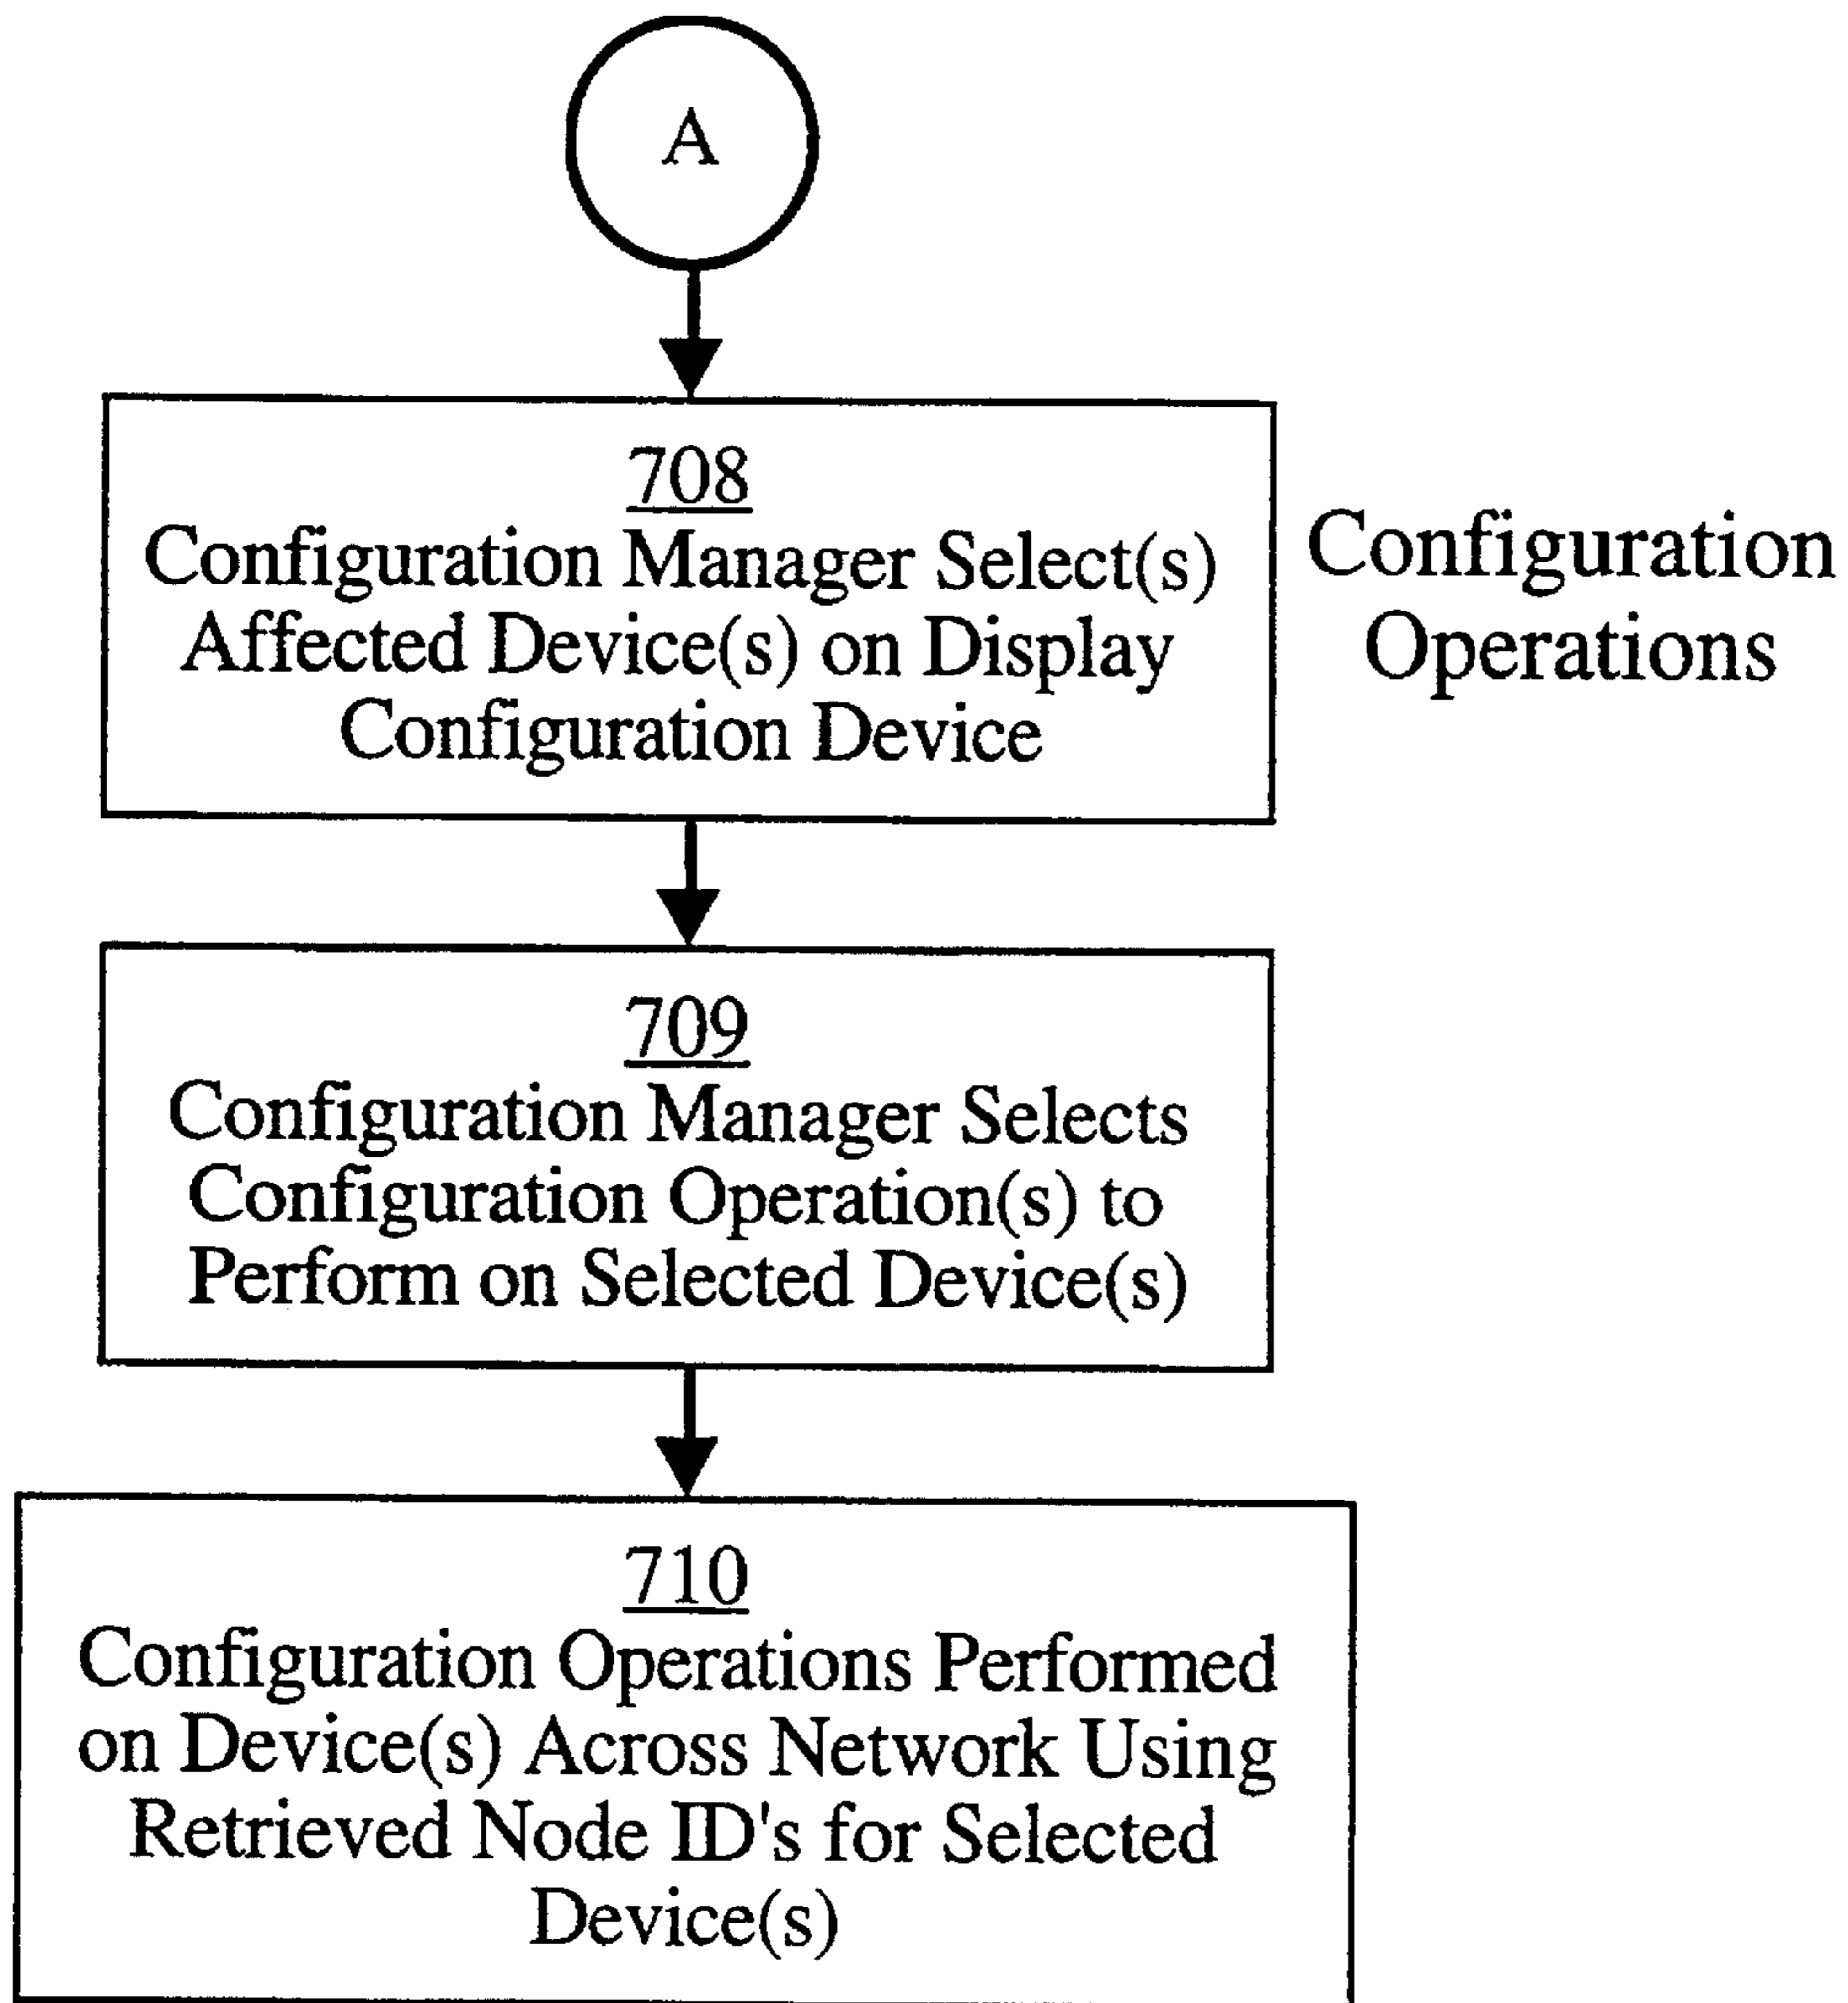 A
708
Configuration Manager Select(s)
Affected Device(s) on Display
Configuration Device
Configuration
Operations
709
Configuration Manager Selects
Configuration Operation(s) to
Perform on Selected Device(s)
710
Configuration Operations Performed
on Device(s) Across Network Using
Retrieved Node ID's for Selected
Device(s)